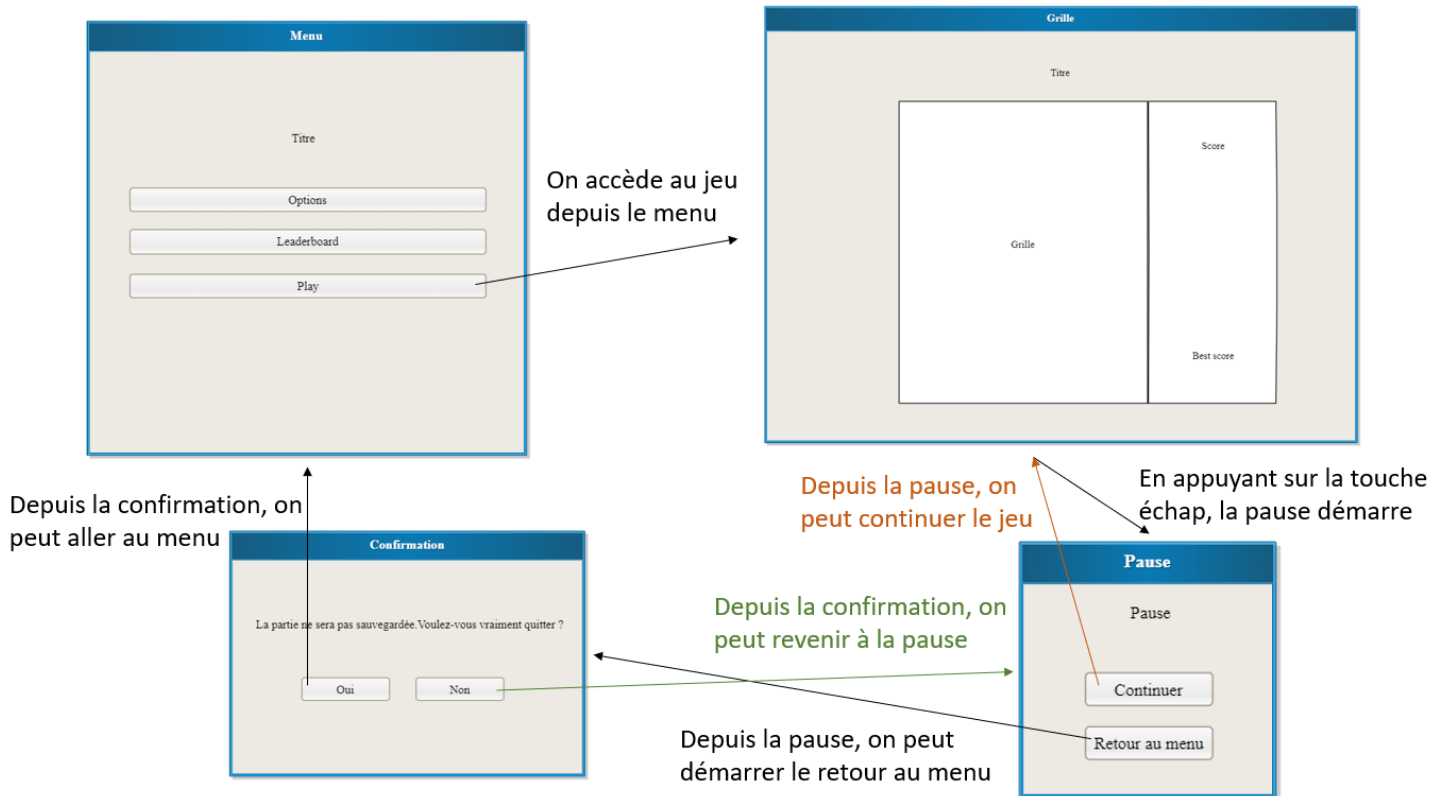 Menu
Titre
Options
Leaderboard
Play
On accède au jeu
depuis le menu
Grille
Titre
Grille
Score
Best score
Depuis la confirmation, on
peut aller au menu
Depuis la pause, on
peut continuer le jeu
En appuyant sur la touche
échap, la pause démarre
Confirmation
La partie ne sera pas sauvegardée.Voulez-vous vraiment quitter ?
Oui
Non
Depuis la confirmation, on
peut revenir à la pause
Depuis la pause, on peut
démarrer le retour au menu
Pause
Pause
Continuer
Retour au menu